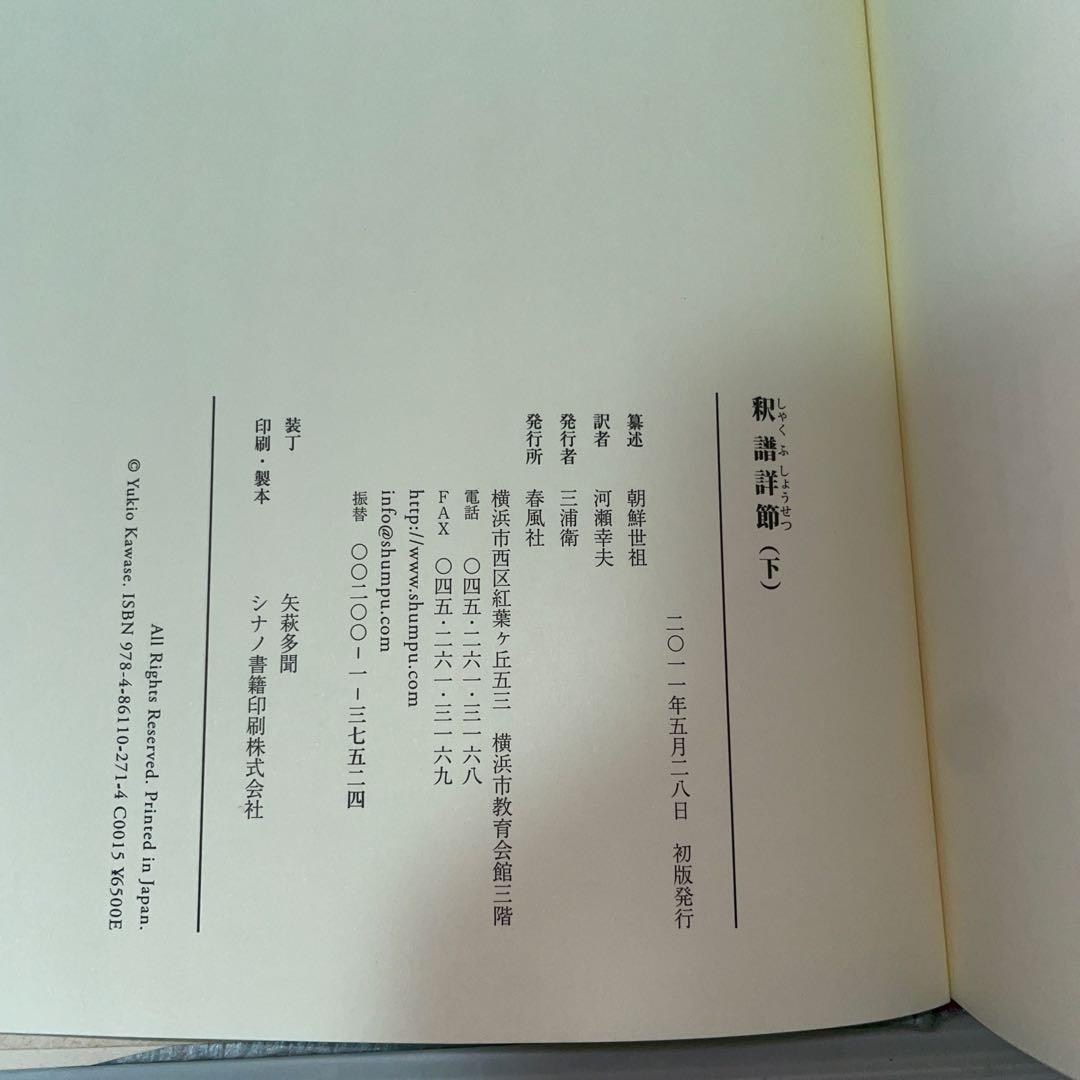 しゃくふしょうせつ
釈譜詳節（下）
二〇一一年五月二八日　初版発行
纂述　朝鮮世祖
訳者　河瀬幸夫
発行者　三浦衛
発行所　春風社
横浜市西区紅葉ヶ丘五三　横浜市教育会館三階
電話　〇四五・二六一・三一六八
FAX　〇四五・二六一・三一六九
http://www.shumpu.com
info@shumpu.com
振替　〇〇二〇〇－一－三七五二四
装丁　矢萩多聞
印刷・製本　シナノ書籍印刷株式会社
All Rights Reserved. Printed in Japan.
© Yukio Kawase. ISBN 978-4-86110-271-4 C0015 ¥6500E